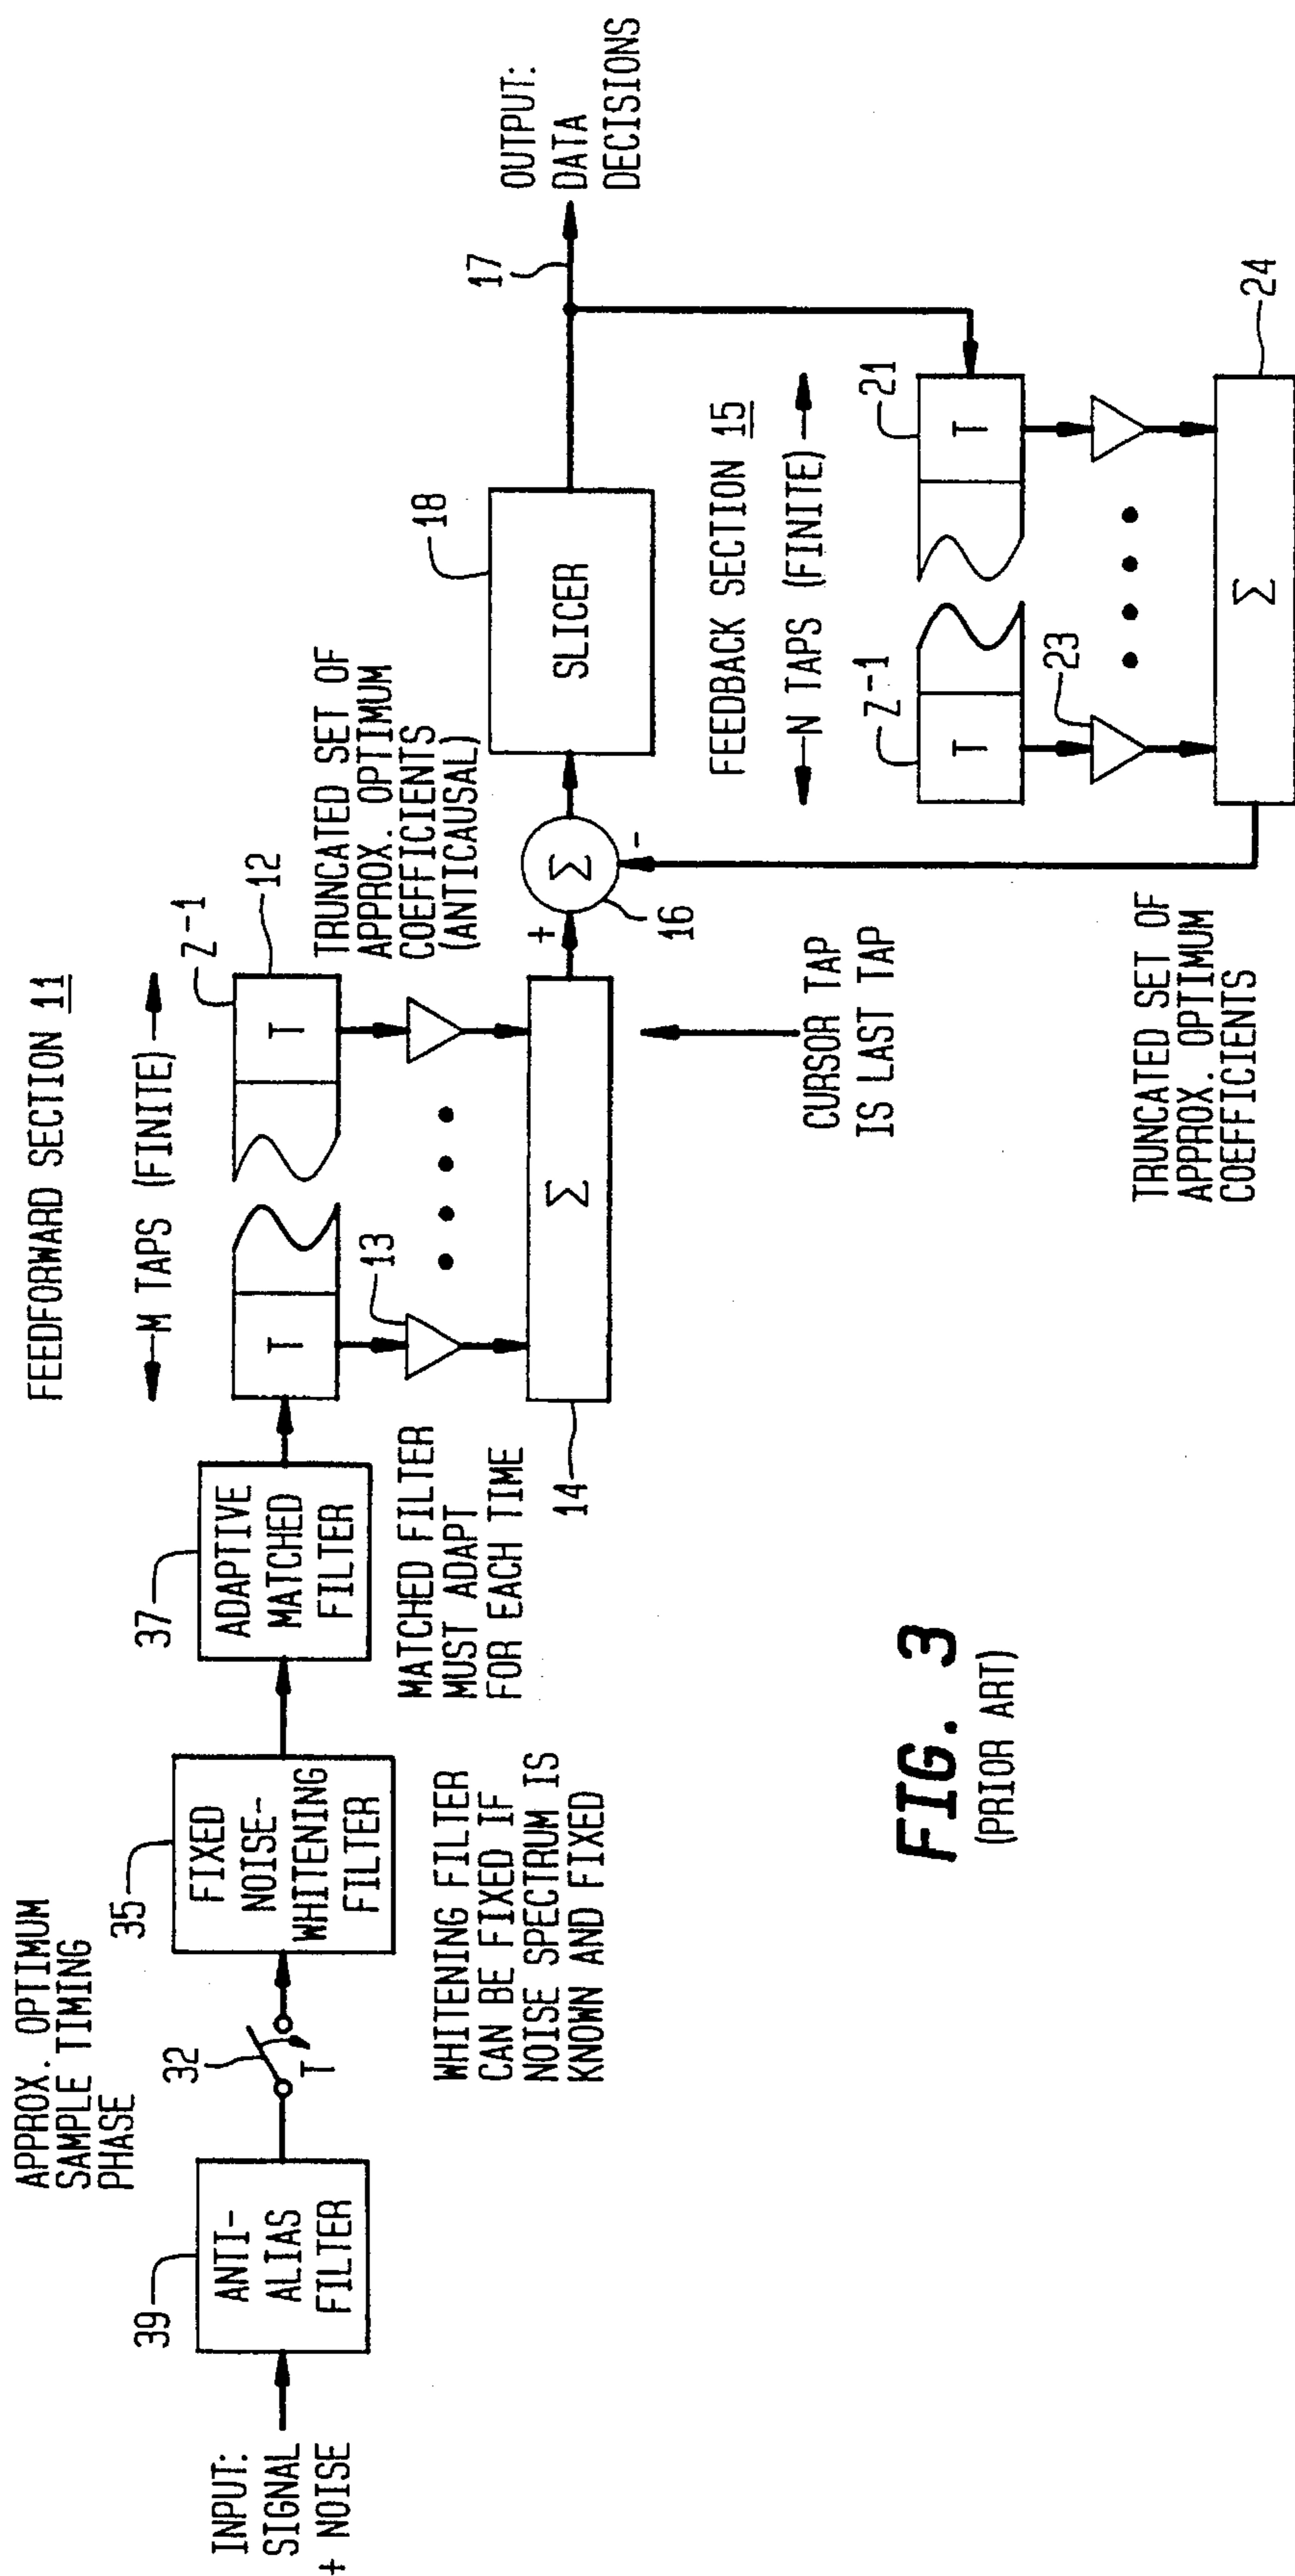 INPUT:
SIGNAL
+ NOISE
39
ANTI-
ALIAS
FILTER
APPROX. OPTIMUM
SAMPLE TIMING
PHASE
32
T
35
FIXED
NOISE-
WHITENING
FILTER
WHITENING FILTER
CAN BE FIXED IF
NOISE SPECTRUM IS
KNOWN AND FIXED
37
ADAPTIVE
MATCHED
FILTER
MATCHED FILTER
MUST ADAPT
FOR EACH TIME
FEEDFORWARD SECTION 11
M TAPS (FINITE)
Z-1
12
T
T
13
Σ
14
TRUNCATED SET OF
APPROX. OPTIMUM
COEFFICIENTS
(ANTICAUSAL)
CURSOR TAP
IS LAST TAP
+
Σ
-
16
18
SLICER
17
OUTPUT:
DATA
DECISIONS
FEEDBACK SECTION 15
N TAPS (FINITE)
Z-1
21
T
T
23
Σ
24
TRUNCATED SET OF
APPROX. OPTIMUM
COEFFICIENTS
FIG. 3
(PRIOR ART)